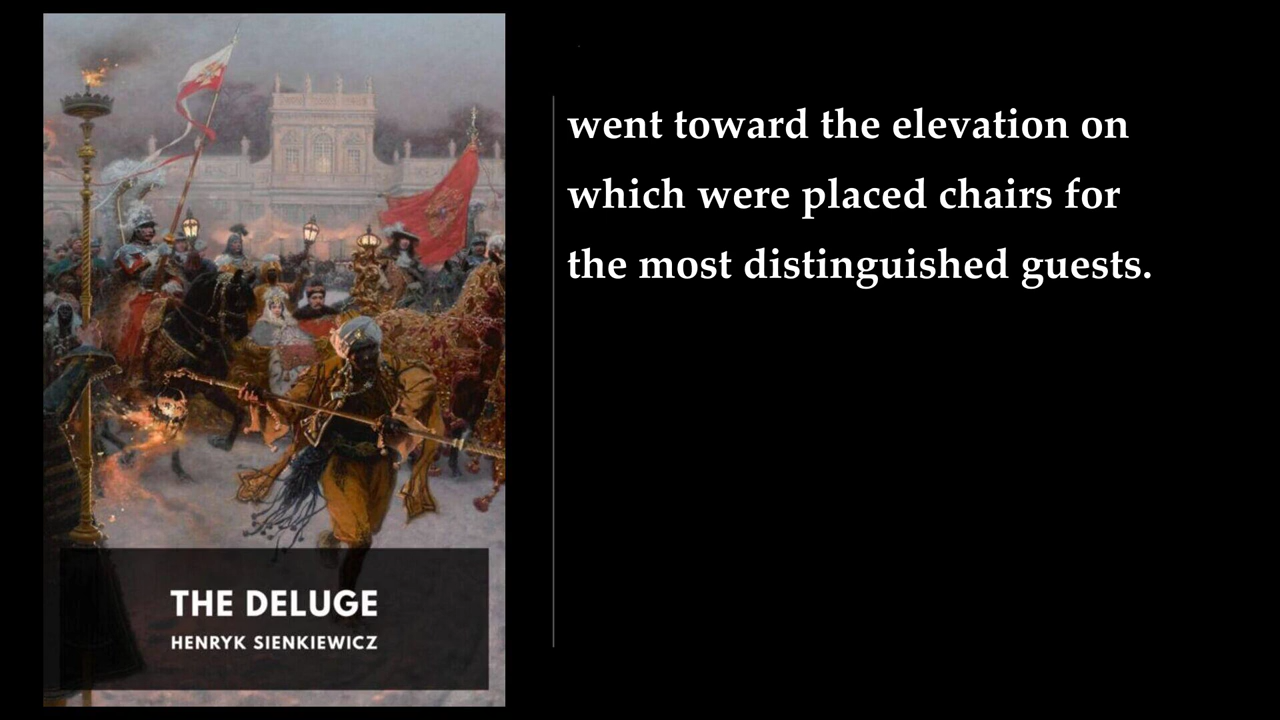 went toward the elevation on
which were placed chairs for
the most distinguished guests.
THE DELUGE
HENRYK SIENKIEWICZ